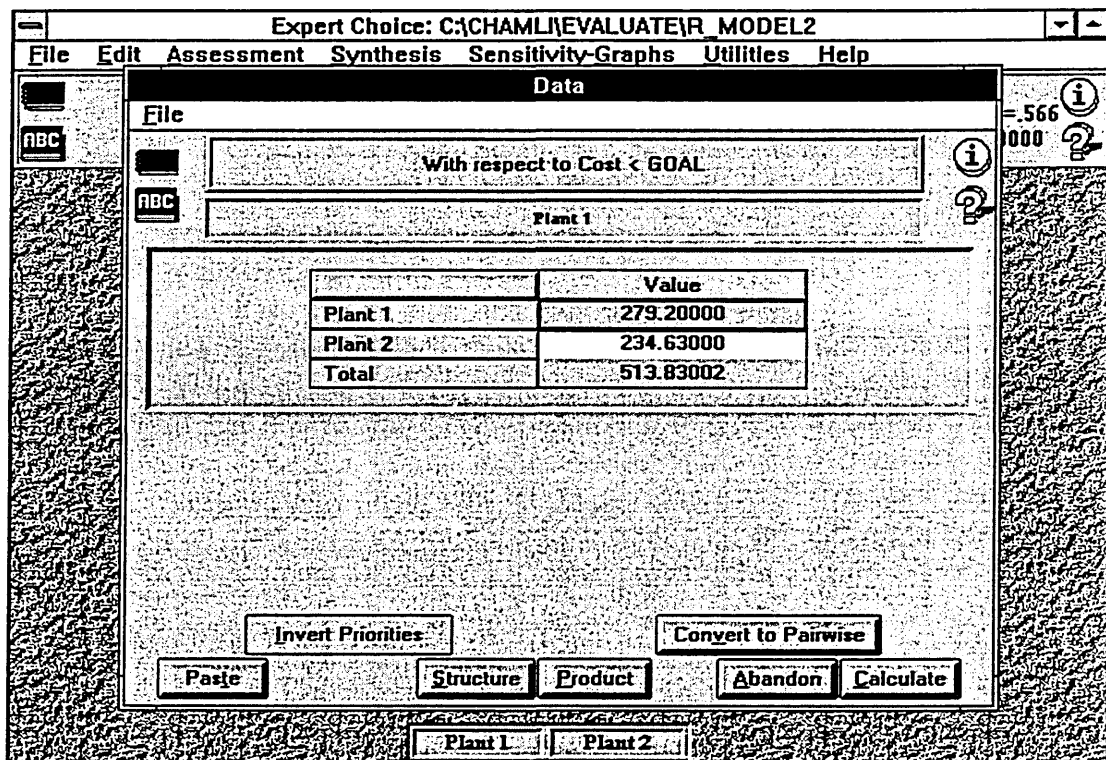 Expert Choice: C:\CHAMLI\EVALUATE\R_MODEL2
File Edit Assessment Synthesis Sensitivity-Graphs Utilities Help
Data
File
=.566
ABC
With respect to Cost < GOAL
ABC
Plant 1
Value
Plant 1 279.20000
Plant 2 234.63000
Total 513.83002
Invert Priorities Convert to Pairwise
Paste Structure Product Abandon Calculate
Plant 1 Plant 2